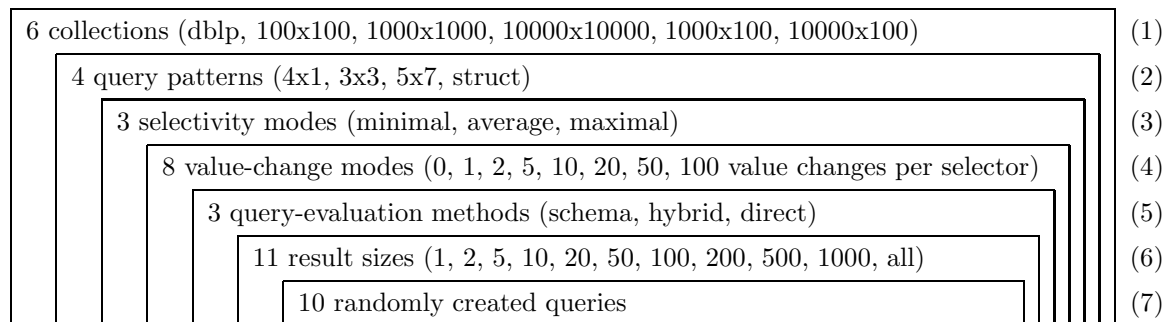 6 collections (dblp, 100x100, 1000x1000, 10000x10000, 1000x100, 10000x100) (1)
4 query patterns (4x1, 3x3, 5x7, struct) (2)
3 selectivity modes (minimal, average, maximal) (3)
8 value-change modes (0, 1, 2, 5, 10, 20, 50, 100 value changes per selector) (4)
3 query-evaluation methods (schema, hybrid, direct) (5)
11 result sizes (1, 2, 5, 10, 20, 50, 100, 200, 500, 1000, all) (6)
10 randomly created queries (7)